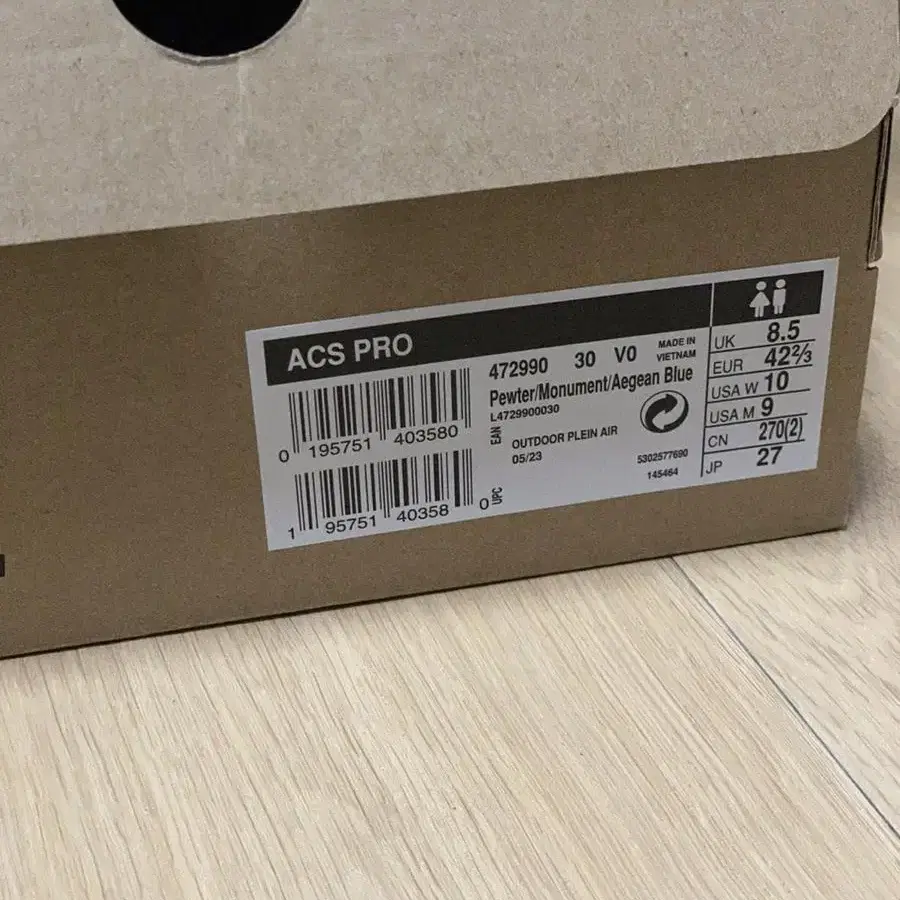 ACS PRO
0 195751 403580
EAN
1 95751 40358 0
UPC
472990 30 V0
MADE IN
VIETNAM
Pewter/Monument/Aegean Blue
L4729900030
OUTDOOR PLEIN AIR
05/23
5302577690
145464
UK 8.5
EUR 42⅔
USA W 10
USA M 9
CN 270(2)
JP 27